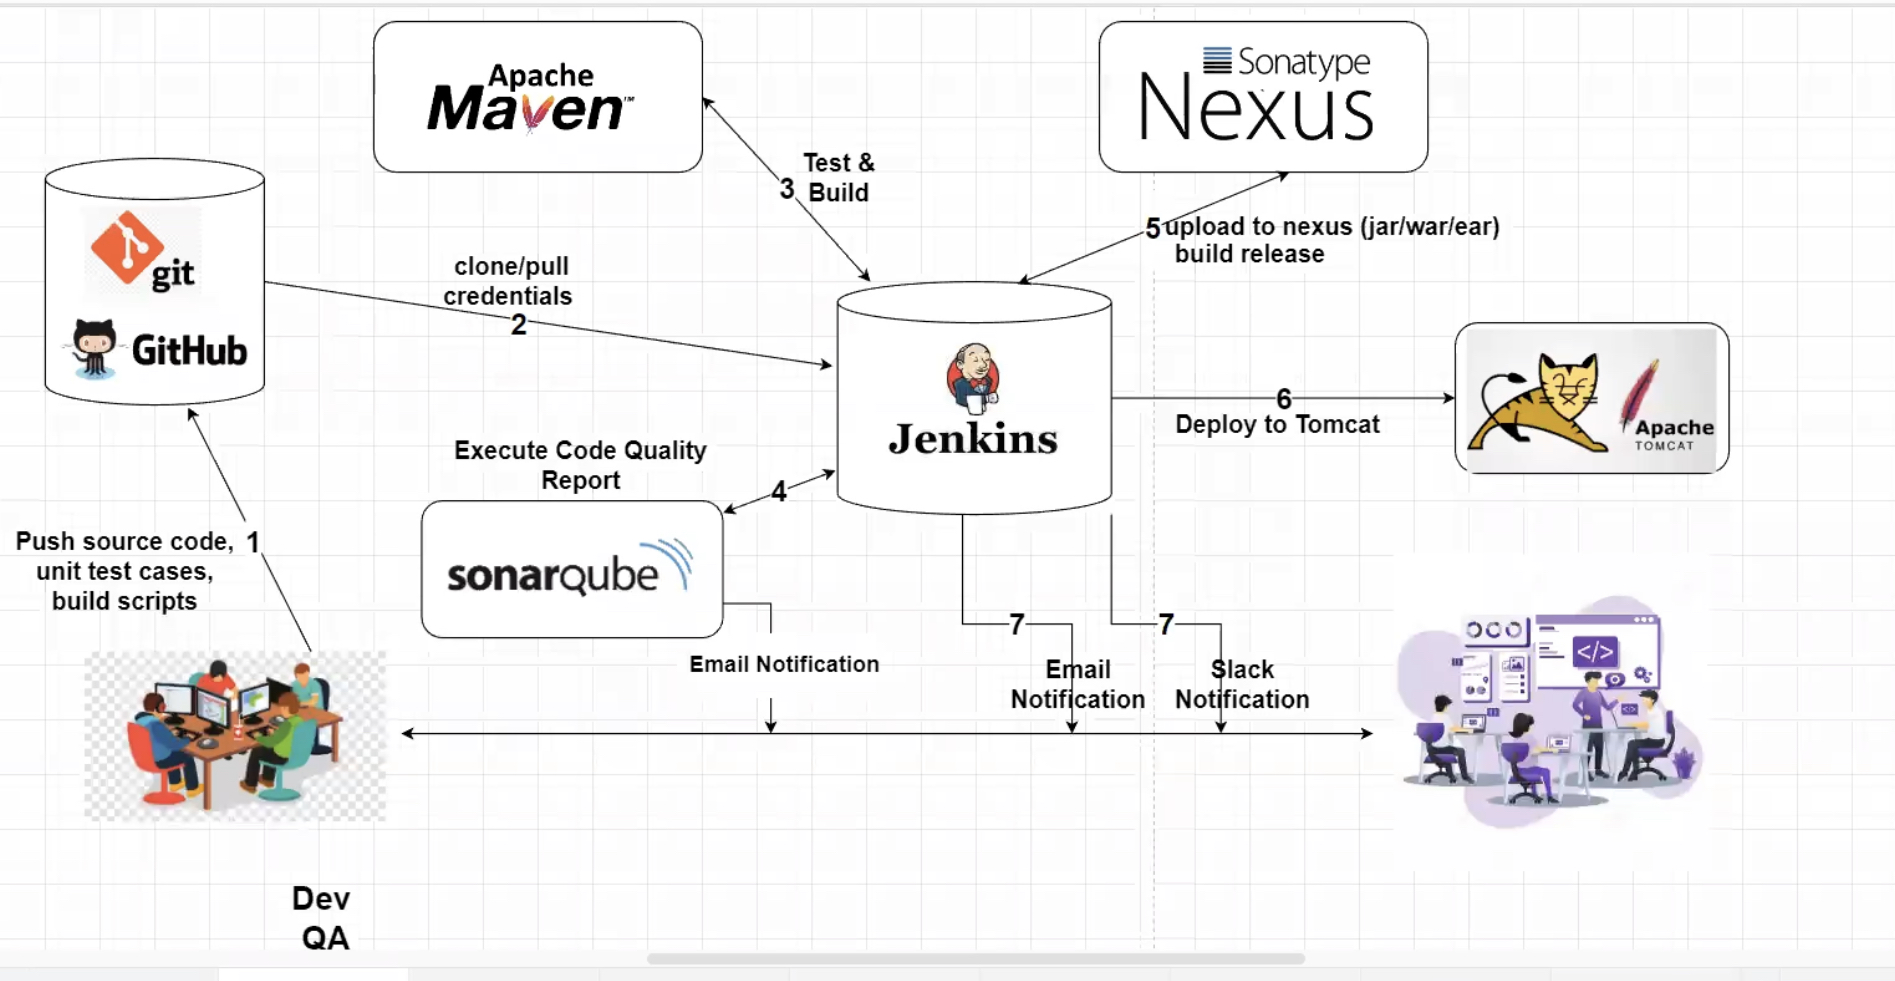 Apache
Maven™
Sonatype
Nexus
3
Test &
Build
5 upload to nexus (jar/war/ear)
build release
git
GitHub
clone/pull
credentials
2
Jenkins
6
Deploy to Tomcat
Apache
TOMCAT
Execute Code Quality
Report
4
sonarqube
Push source code,
unit test cases,
build scripts
1
Email Notification
7
Email
Notification
7
Slack
Notification
</>
Dev
QA